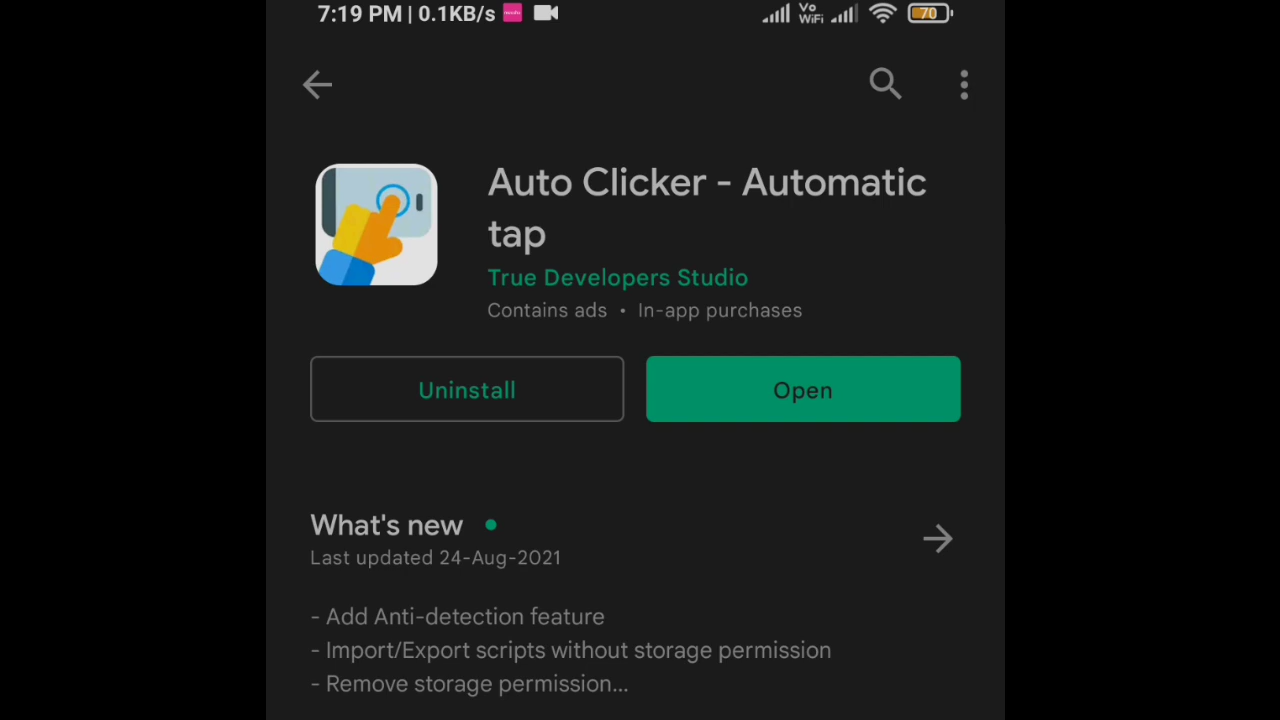 7:19 PM | 0.1KB/s Vo WiFi 70
Auto Clicker - Automatic
tap
True Developers Studio
Contains ads • In-app purchases
Uninstall Open
What's new
Last updated 24-Aug-2021
- Add Anti-detection feature
- Import/Export scripts without storage permission
- Remove storage permission...